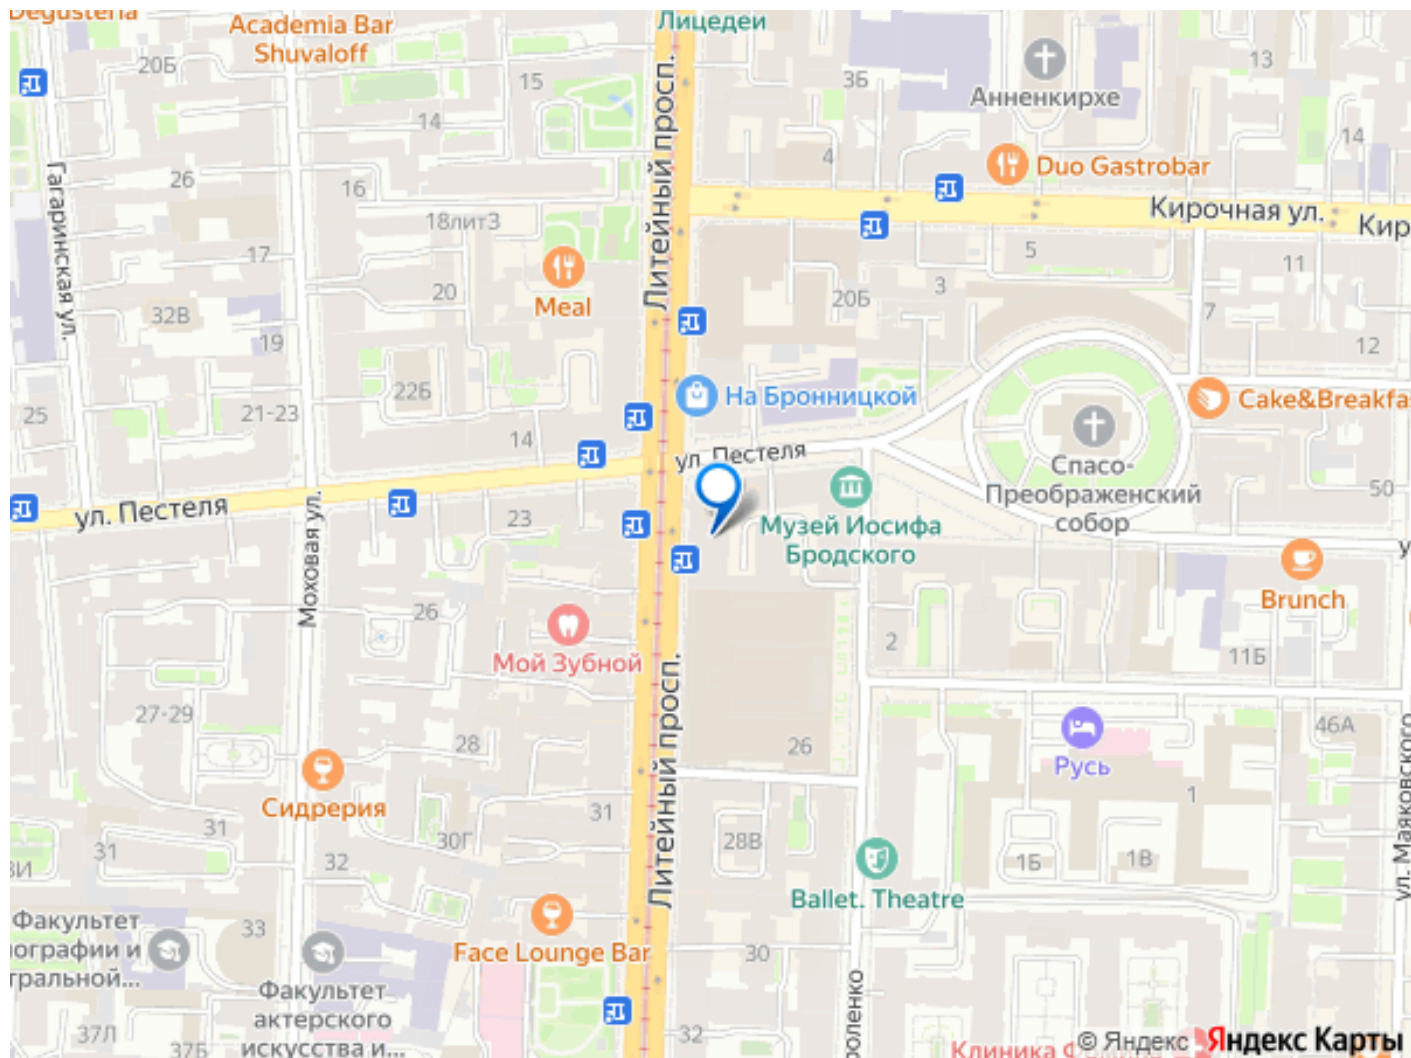 Degusteria
Academia Bar
Shuvaloff
Лицедеи
20Б
15
3Б
13
Анненкирхе
14
14
4
Duo Gastrobar
26
16
18лит3
Кирочная ул.
Кир
Литейный просп.
Гагаринская ул.
17
5
11
20
3
20Б
Meal
7
32В
19
12
22Б
21-23
25
На Бронницкой
Cake&Breakfas
14
ул. Пестеля
Спасо-
Преображенский
собор
50
ул. Пестеля
23
Музей Иосифа
Бродского
у
Моховая ул.
Brunch
26
2
Мой Зубной
11Б
27-29
46А
28
26
Русь
Литейный просп.
ул. Маяковского
Сидрерия
1
31
31
30Г
28В
31
ЗИ
32
1Б
1В
Ballet. Theatre
Факультет
ографии и
тральной...
33
Face Lounge Bar
30
Факультет
актерского
искусства и...
роленко
37Л
37Б
32
Клиника Ф
© Яндекс
Яндекс Карты